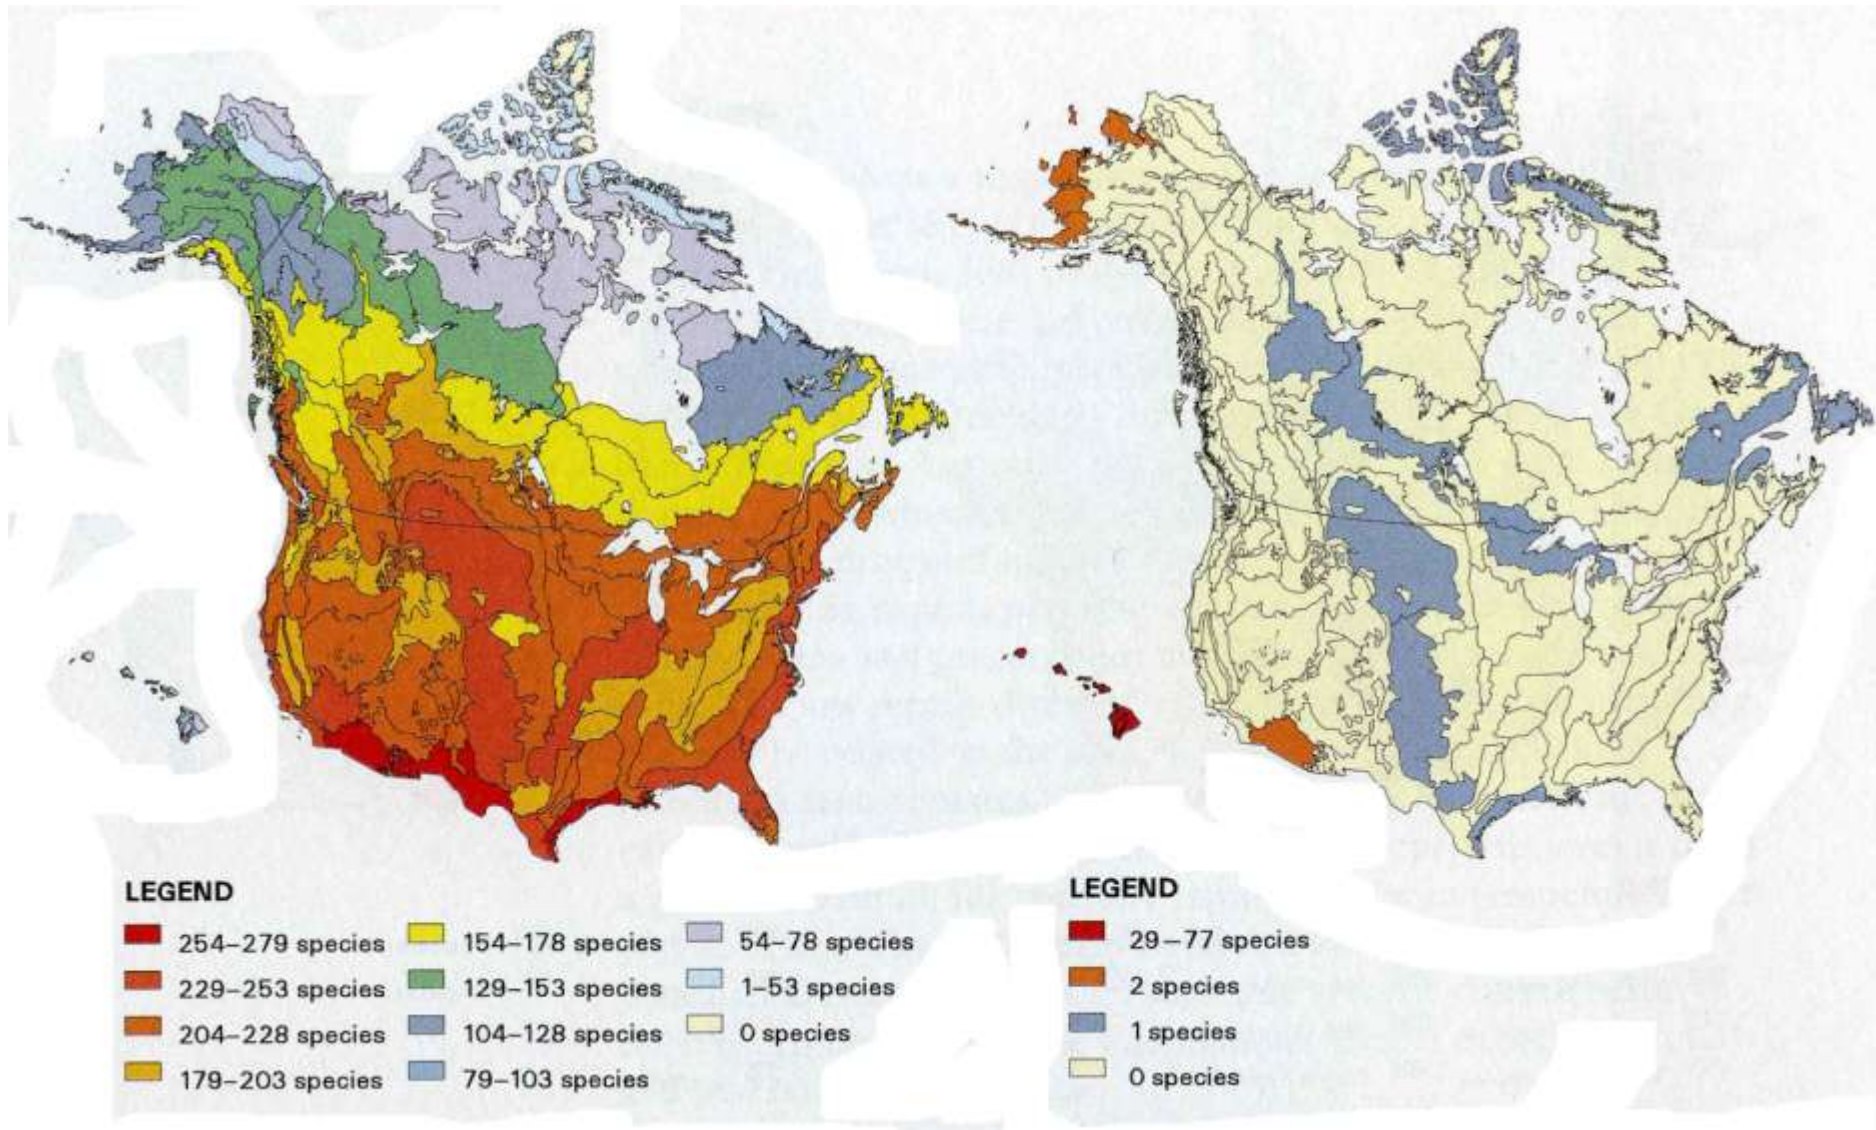 LEGEND
254–279 species
229–253 species
204–228 species
179–203 species
154–178 species
129–153 species
104–128 species
79–103 species
54–78 species
1–53 species
0 species
LEGEND
29–77 species
2 species
1 species
0 species